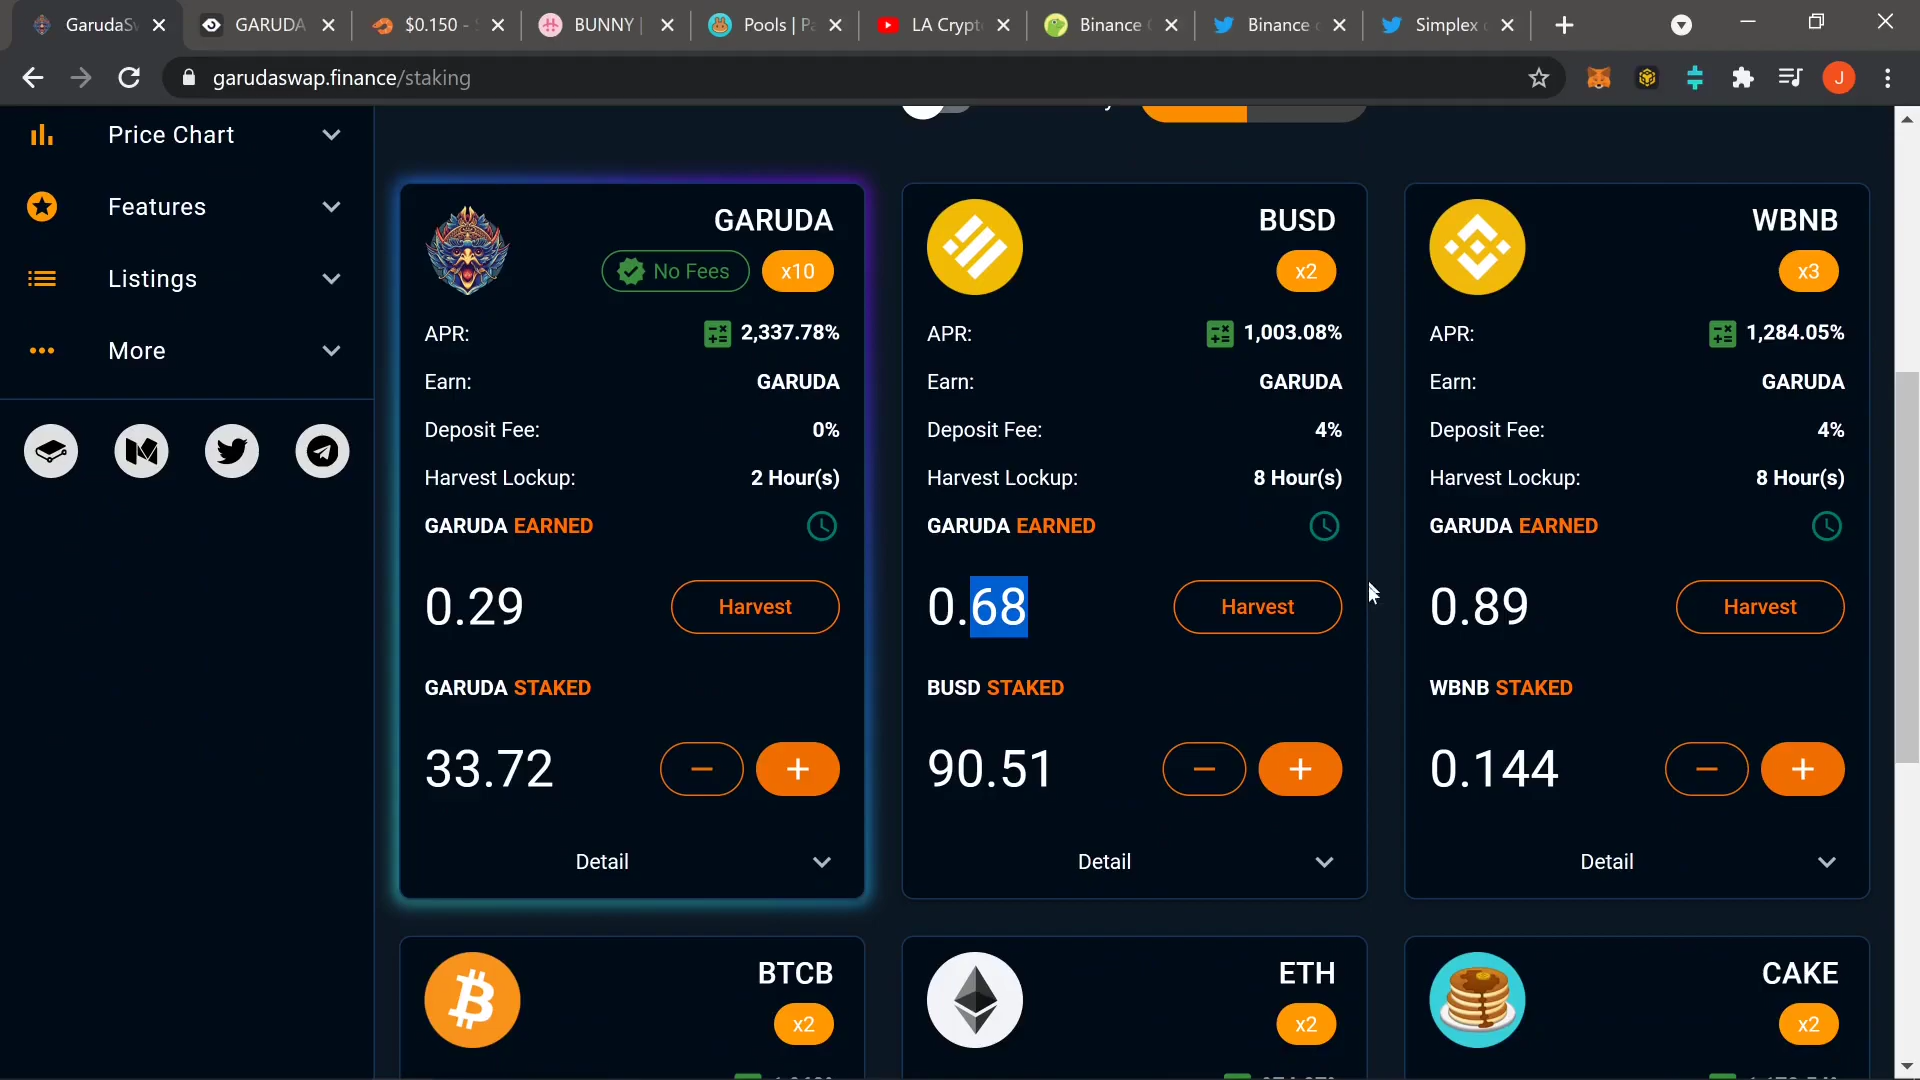 GarudaS
GARUDA
$0.150 -
BUNNY |
Pools | P
LA Crypt
Binance
Binance
Simplex
garudaswap.finance/staking
J
Price Chart
Features
Listings
More
GARUDA
No Fees
x10
APR:
2,337.78%
Earn:
GARUDA
Deposit Fee:
0%
Harvest Lockup:
2 Hour(s)
GARUDA EARNED
0.29
Harvest
GARUDA STAKED
33.72
Detail
BUSD
x2
APR:
1,003.08%
Earn:
GARUDA
Deposit Fee:
4%
Harvest Lockup:
8 Hour(s)
GARUDA EARNED
0.68
Harvest
BUSD STAKED
90.51
Detail
WBNB
x3
APR:
1,284.05%
Earn:
GARUDA
Deposit Fee:
4%
Harvest Lockup:
8 Hour(s)
GARUDA EARNED
0.89
Harvest
WBNB STAKED
0.144
Detail
BTCB
x2
ETH
x2
CAKE
x2